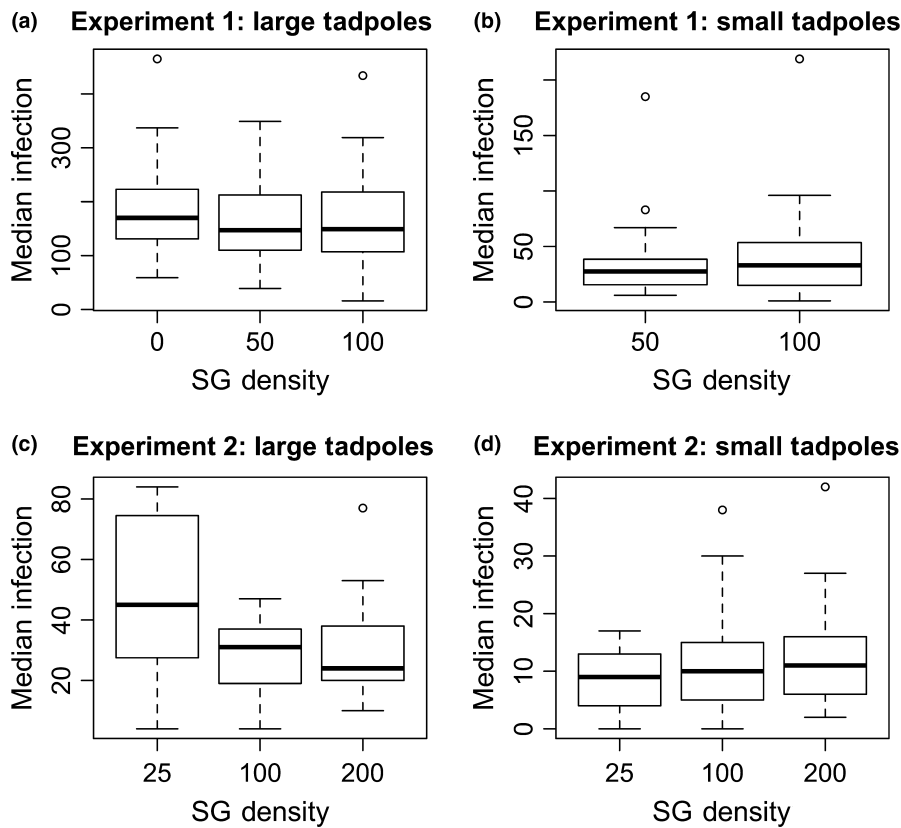 (a) Experiment 1: large tadpoles
Median infection
300
100
0
0 50 100
SG density
(b) Experiment 1: small tadpoles
Median infection
150
50
0
50 100
SG density
(c) Experiment 2: large tadpoles
Median infection
80
60
40
20
25 100 200
SG density
(d) Experiment 2: small tadpoles
Median infection
40
30
20
10
0
25 100 200
SG density